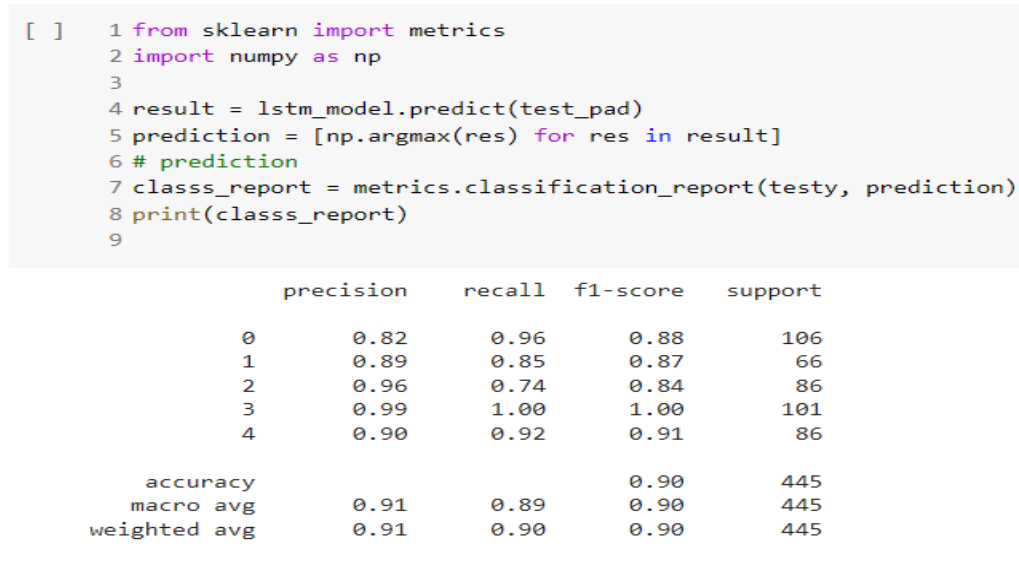 [ ] 1 from sklearn import metrics
2 import numpy as np
3
4 result = lstm_model.predict(test_pad)
5 prediction = [np.argmax(res) for res in result]
6 # prediction
7 classs_report = metrics.classification_report(testy, prediction)
8 print(classs_report)
9
precision recall f1-score support
0 0.82 0.96 0.88 106
1 0.89 0.85 0.87 66
2 0.96 0.74 0.84 86
3 0.99 1.00 1.00 101
4 0.90 0.92 0.91 86
accuracy 0.90 445
macro avg 0.91 0.89 0.90 445
weighted avg 0.91 0.90 0.90 445